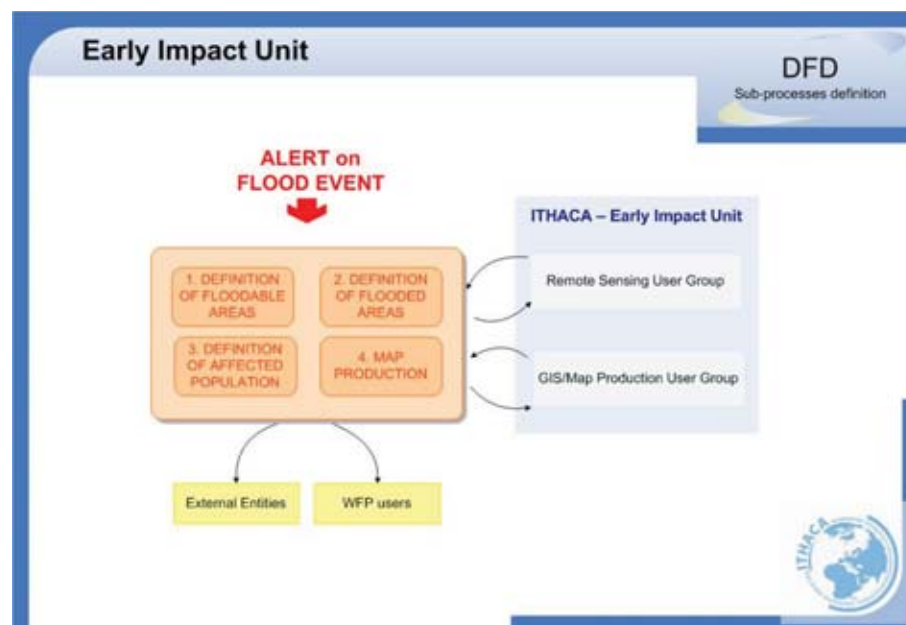 Early Impact Unit
DFD
Sub-processes definition
ALERT on
FLOOD EVENT
ITHACA – Early Impact Unit
1. DEFINITION
OF FLOODABLE
AREAS
2. DEFINITION
OF FLOODED
AREAS
Remote Sensing User Group
3. DEFINITION
OF AFFECTED
POPULATION
4. MAP
PRODUCTION
GIS/Map Production User Group
External Entities
WFP users
ITHACA